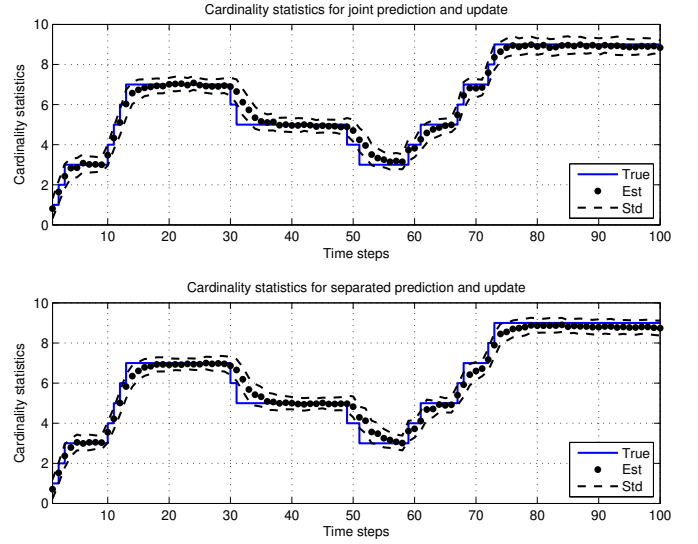 Cardinality statistics for joint prediction and update
10
8
6
4
2
0
Cardinality statistics
True
Est
Std
10 20 30 40 50 60 70 80 90 100
Time steps
Cardinality statistics for separated prediction and update
10
8
6
4
2
0
Cardinality statistics
True
Est
Std
10 20 30 40 50 60 70 80 90 100
Time steps